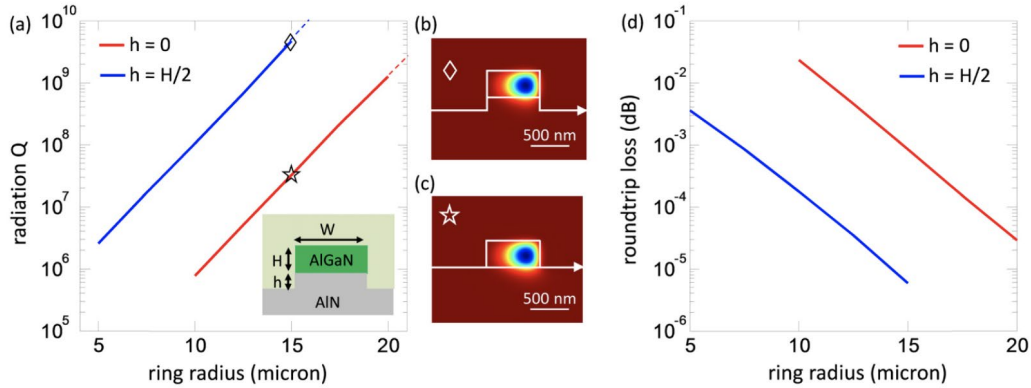 (a)
10^10
10^9
10^8
10^7
10^6
10^5
radiation Q
h = 0
h = H/2
W
H
AlGaN
h
AlN
5
10
15
20
ring radius (micron)
(b)
500 nm
(c)
500 nm
(d)
10^0
10^-1
10^-2
10^-3
10^-4
10^-5
10^-6
roundtrip loss (dB)
h = 0
h = H/2
5
10
15
20
ring radius (micron)